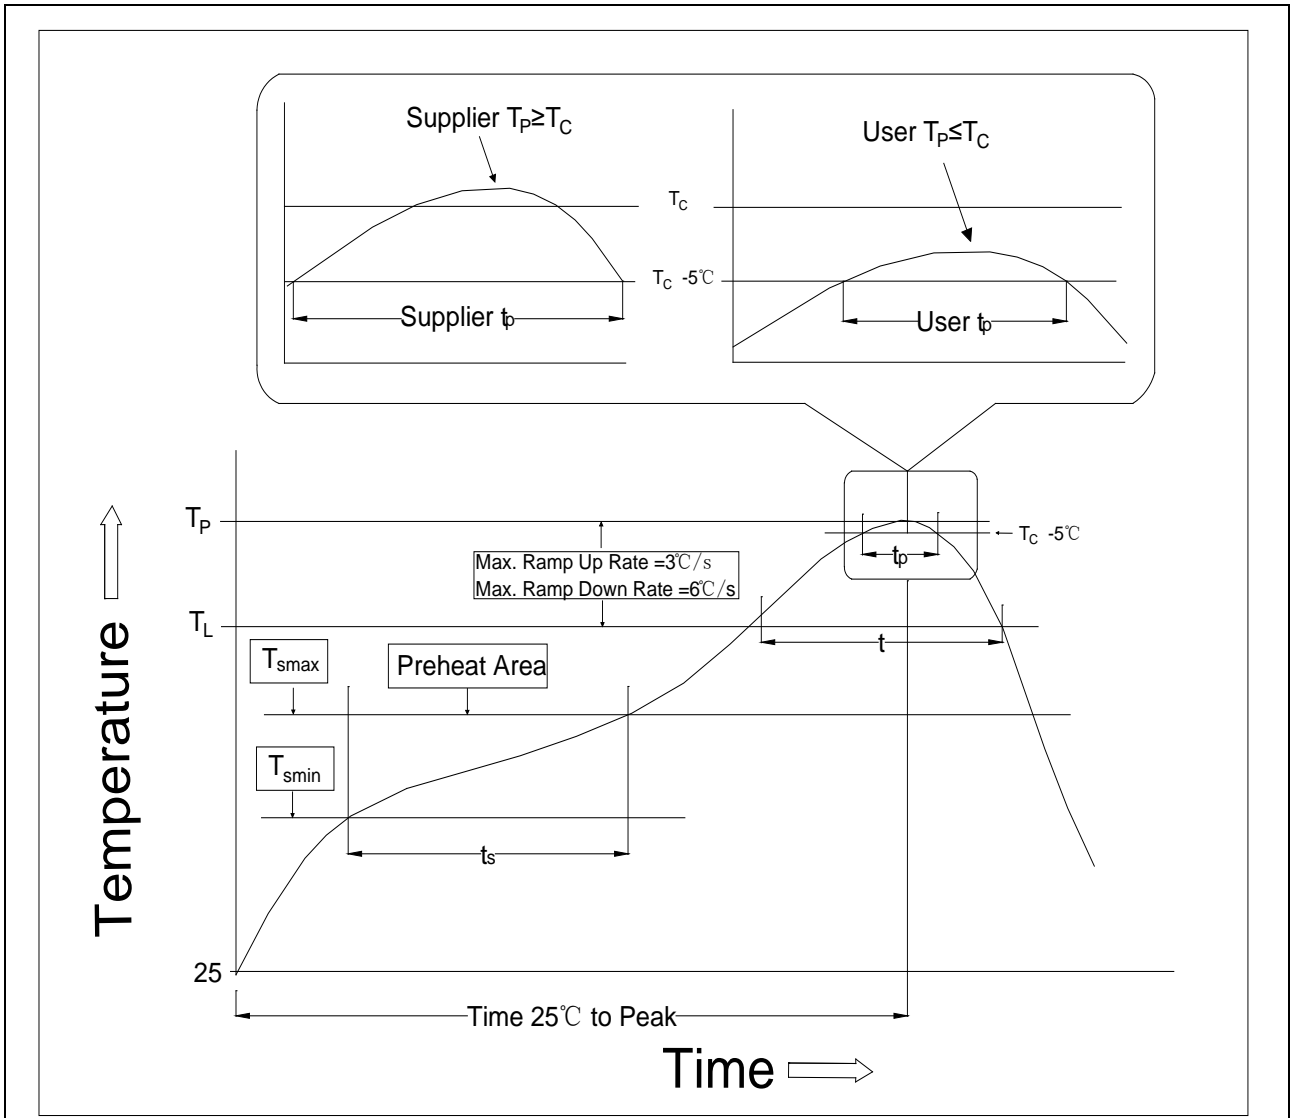 Supplier TP≥TC
User TP≤TC
TC
TC -5℃
Supplier tp
User tp
TP
TC -5℃
tp
Max. Ramp Up Rate =3℃/s
Max. Ramp Down Rate =6℃/s
TL
t
Tsmax
Preheat Area
Tsmin
ts
Temperature
25
Time 25℃ to Peak
Time